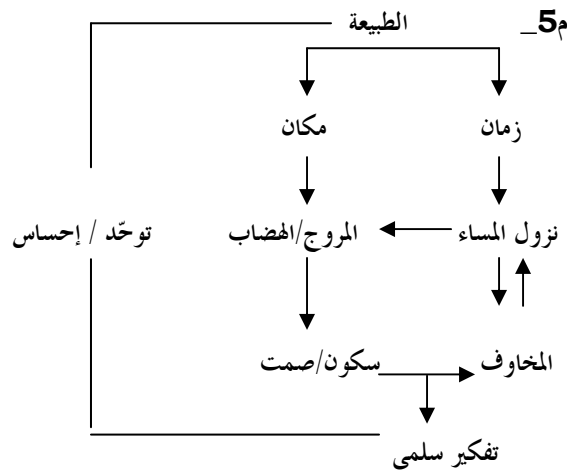 م5_ الطبيعة
زمان مكان
نزول المساء المروج/الهضاب توحّد / إحساس
المخاوف سكون/صمت
تفكير سلمى